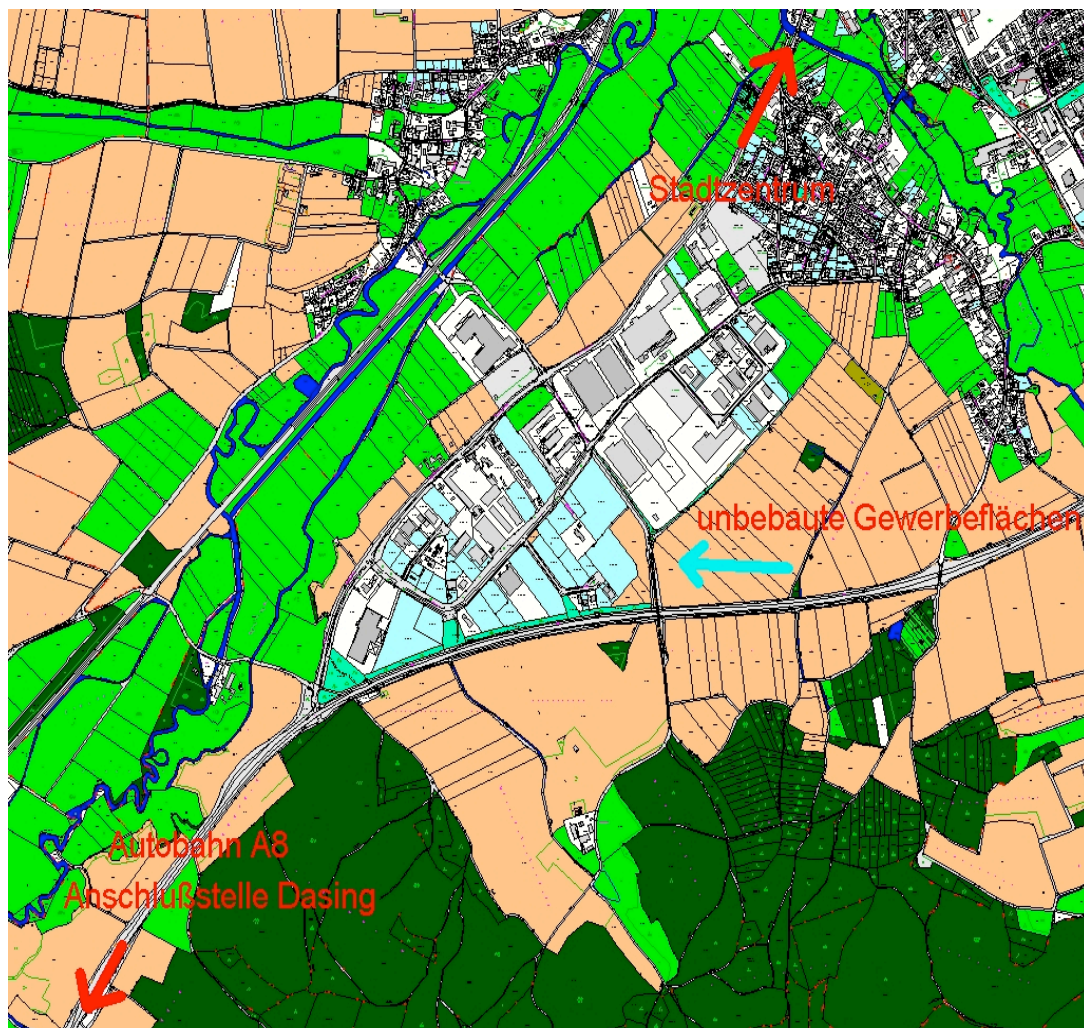 Stadtzentrum
unbebaute Gewerbeflächen
Autobahn A8
Anschlußstelle Dasing